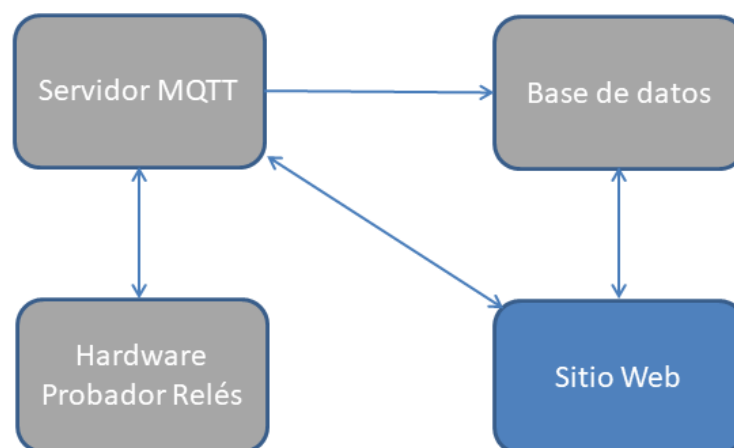 Servidor MQTT
Base de datos
Hardware
Probador Relés
Sitio Web